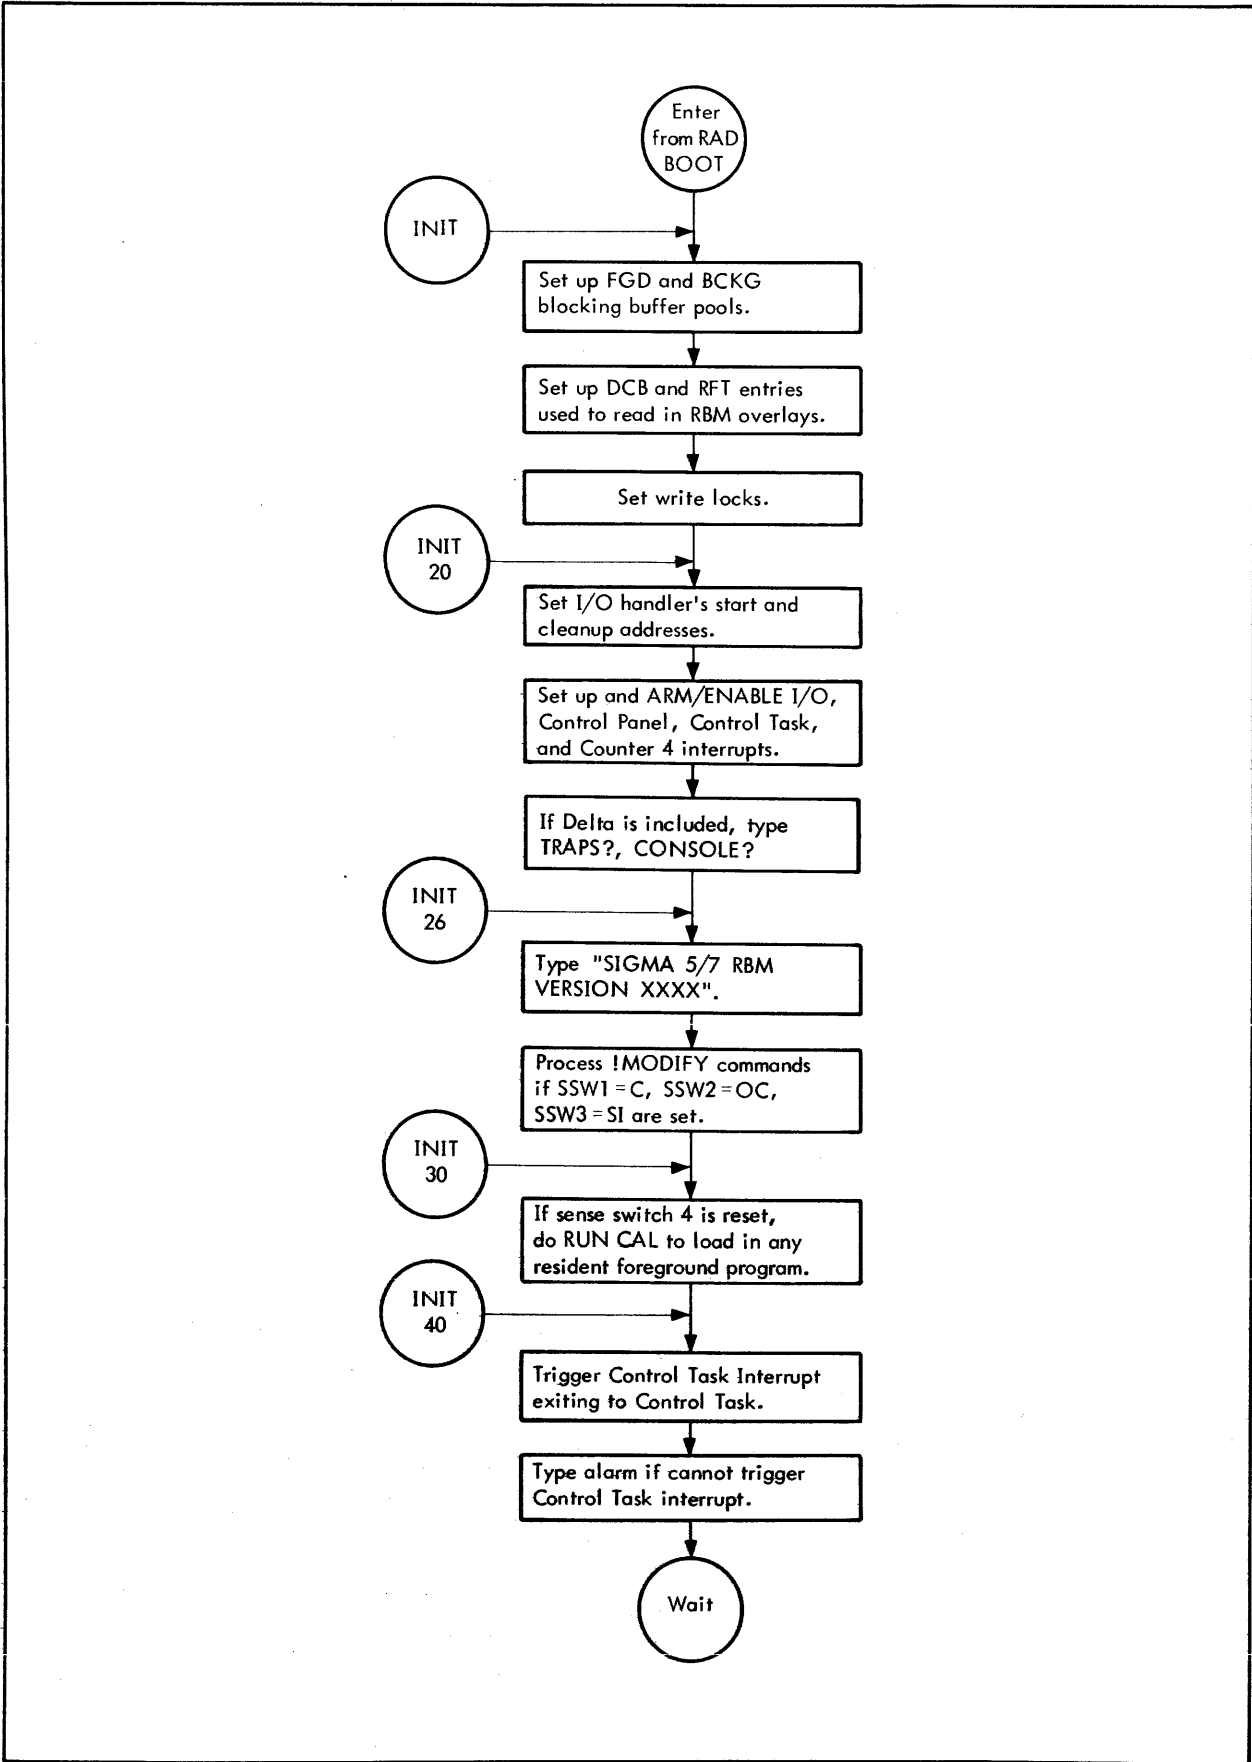 Enter
from RAD
BOOT
INIT
Set up FGD and BCKG
blocking buffer pools.
Set up DCB and RFT entries
used to read in RBM overlays.
Set write locks.
INIT
20
Set I/O handler's start and
cleanup addresses.
Set up and ARM/ENABLE I/O,
Control Panel, Control Task,
and Counter 4 interrupts.
If Delta is included, type
TRAPS?, CONSOLE?
INIT
26
Type "SIGMA 5/7 RBM
VERSION XXXX".
Process !MODIFY commands
if SSW1 = C, SSW2 = OC,
SSW3 = SI are set.
INIT
30
If sense switch 4 is reset,
do RUN CAL to load in any
resident foreground program.
INIT
40
Trigger Control Task Interrupt
exiting to Control Task.
Type alarm if cannot trigger
Control Task interrupt.
Wait